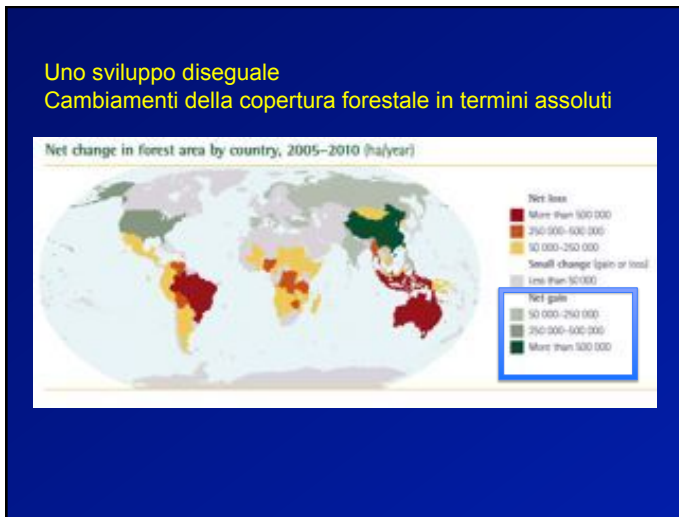 Uno sviluppo diseguale
Cambiamenti della copertura forestale in termini assoluti
Net change in forest area by country, 2005–2010 (ha/year)
Net loss
More than 500 000
250 000–500 000
50 000–250 000
Small change (gain or loss)
Less than 50 000
Net gain
50 000–250 000
250 000–500 000
More than 500 000